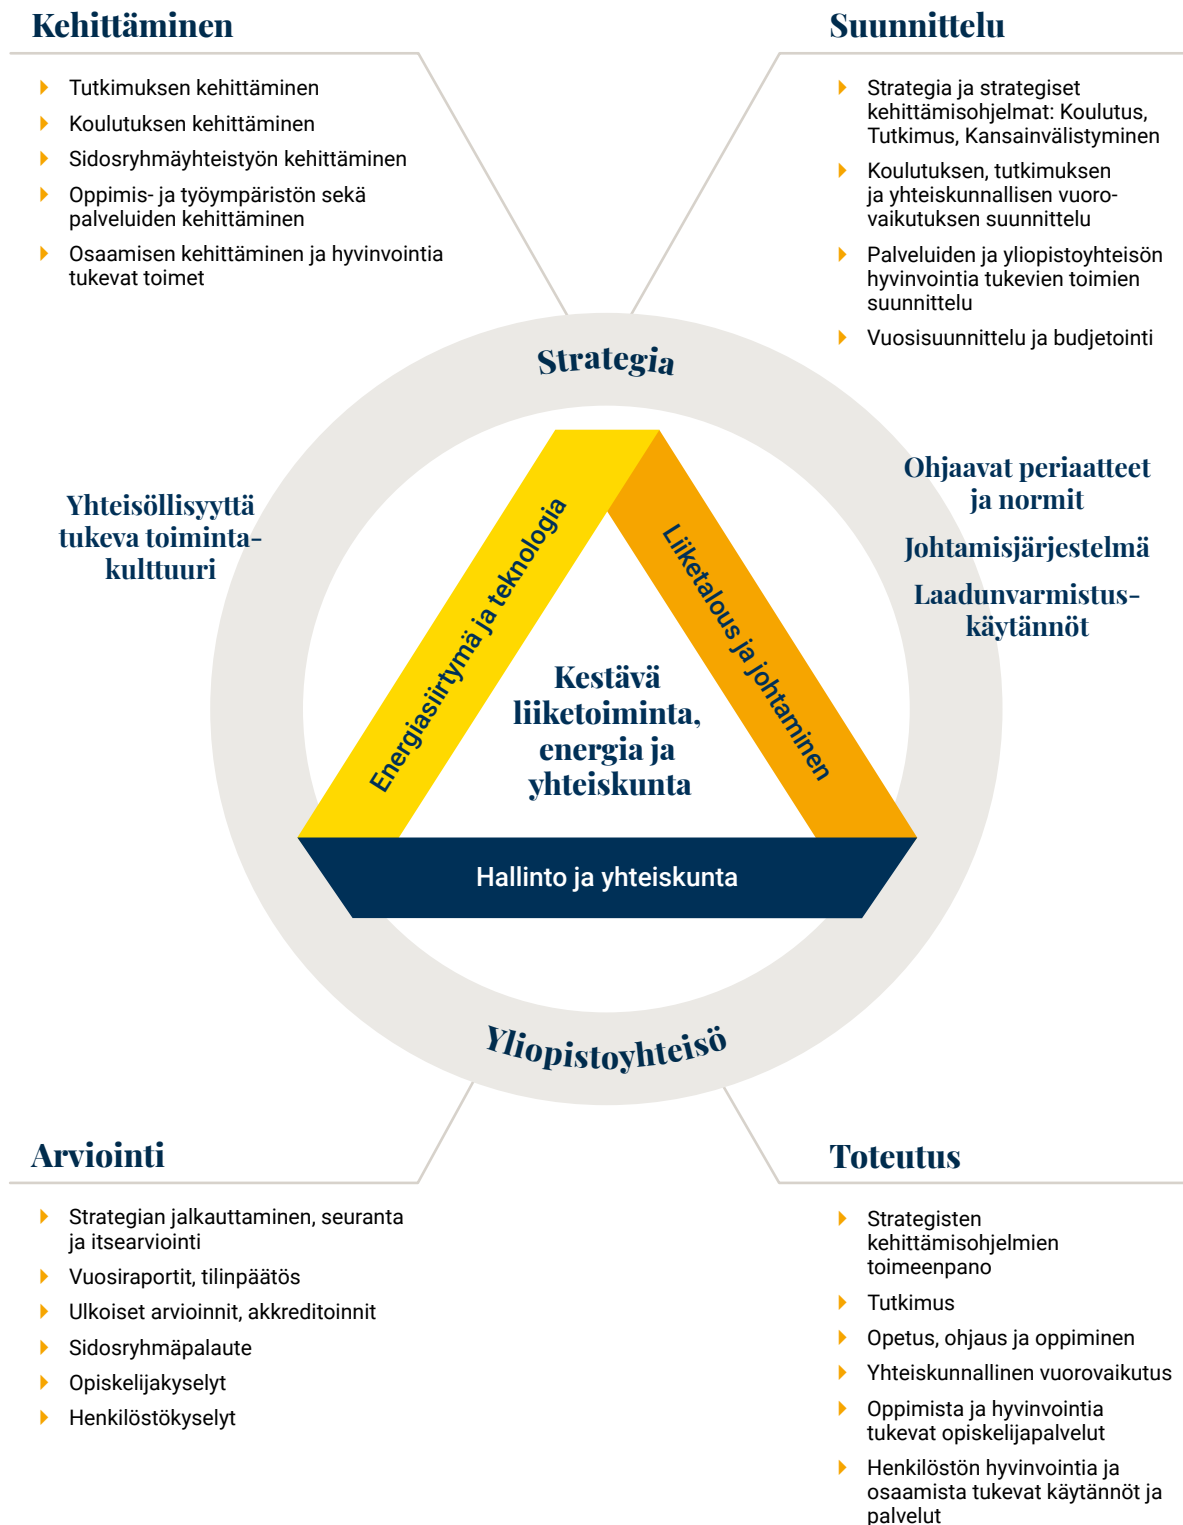 Kehittäminen
Tutkimuksen kehittäminen
Koulutuksen kehittäminen
Sidosryhmäyhteistyön kehittäminen
Oppimis- ja työympäristön sekä
palveluiden kehittäminen
Osaamisen kehittäminen ja hyvinvointia
tukevat toimet
Suunnittelu
Strategia ja strategiset
kehittämisohjelmat: Koulutus,
Tutkimus, Kansainvälistyminen
Koulutuksen, tutkimuksen
ja yhteiskunnallisen vuoro-
vaikutuksen suunnittelu
Palveluiden ja yliopistoyhteisön
hyvinvointia tukevien toimien
suunnittelu
Vuosisuunnittelu ja budjetointi
Strategia
Yhteisöllisyyttä
tukeva toiminta-
kulttuuri
Energiasiirtymä ja teknologia
Liiketalous ja johtaminen
Kestävä
liiketoiminta,
energia ja
yhteiskunta
Hallinto ja yhteiskunta
Ohjaavat periaatteet
ja normit
Johtamisjärjestelmä
Laadunvarmistus-
käytännöt
Yliopistoyhteisö
Arviointi
Strategian jalkauttaminen, seuranta
ja itsearviointi
Vuosiraportit, tilinpäätös
Ulkoiset arvioinnit, akkreditoinnit
Sidosryhmäpalaute
Opiskelijakyselyt
Henkilöstökyselyt
Toteutus
Strategisten
kehittämisohjelmien
toimeenpano
Tutkimus
Opetus, ohjaus ja oppiminen
Yhteiskunnallinen vuorovaikutus
Oppimista ja hyvinvointia
tukevat opiskelijapalvelut
Henkilöstön hyvinvointia ja
osaamista tukevat käytännöt ja
palvelut